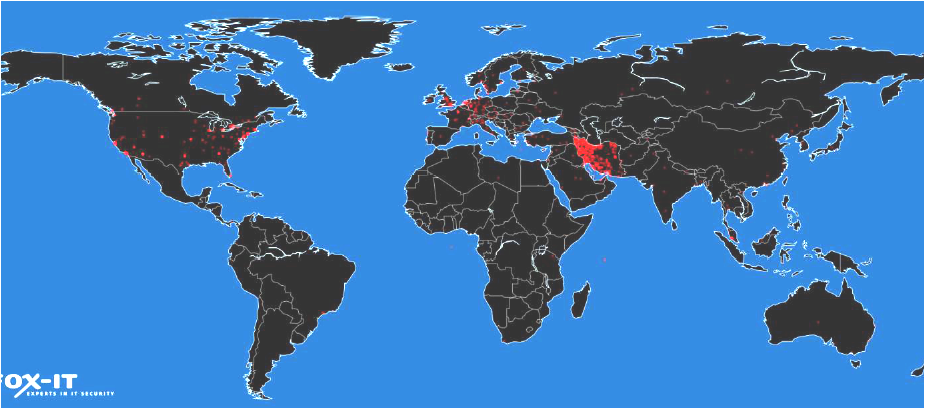 FOX-IT
EXPERTS IN IT SECURITY